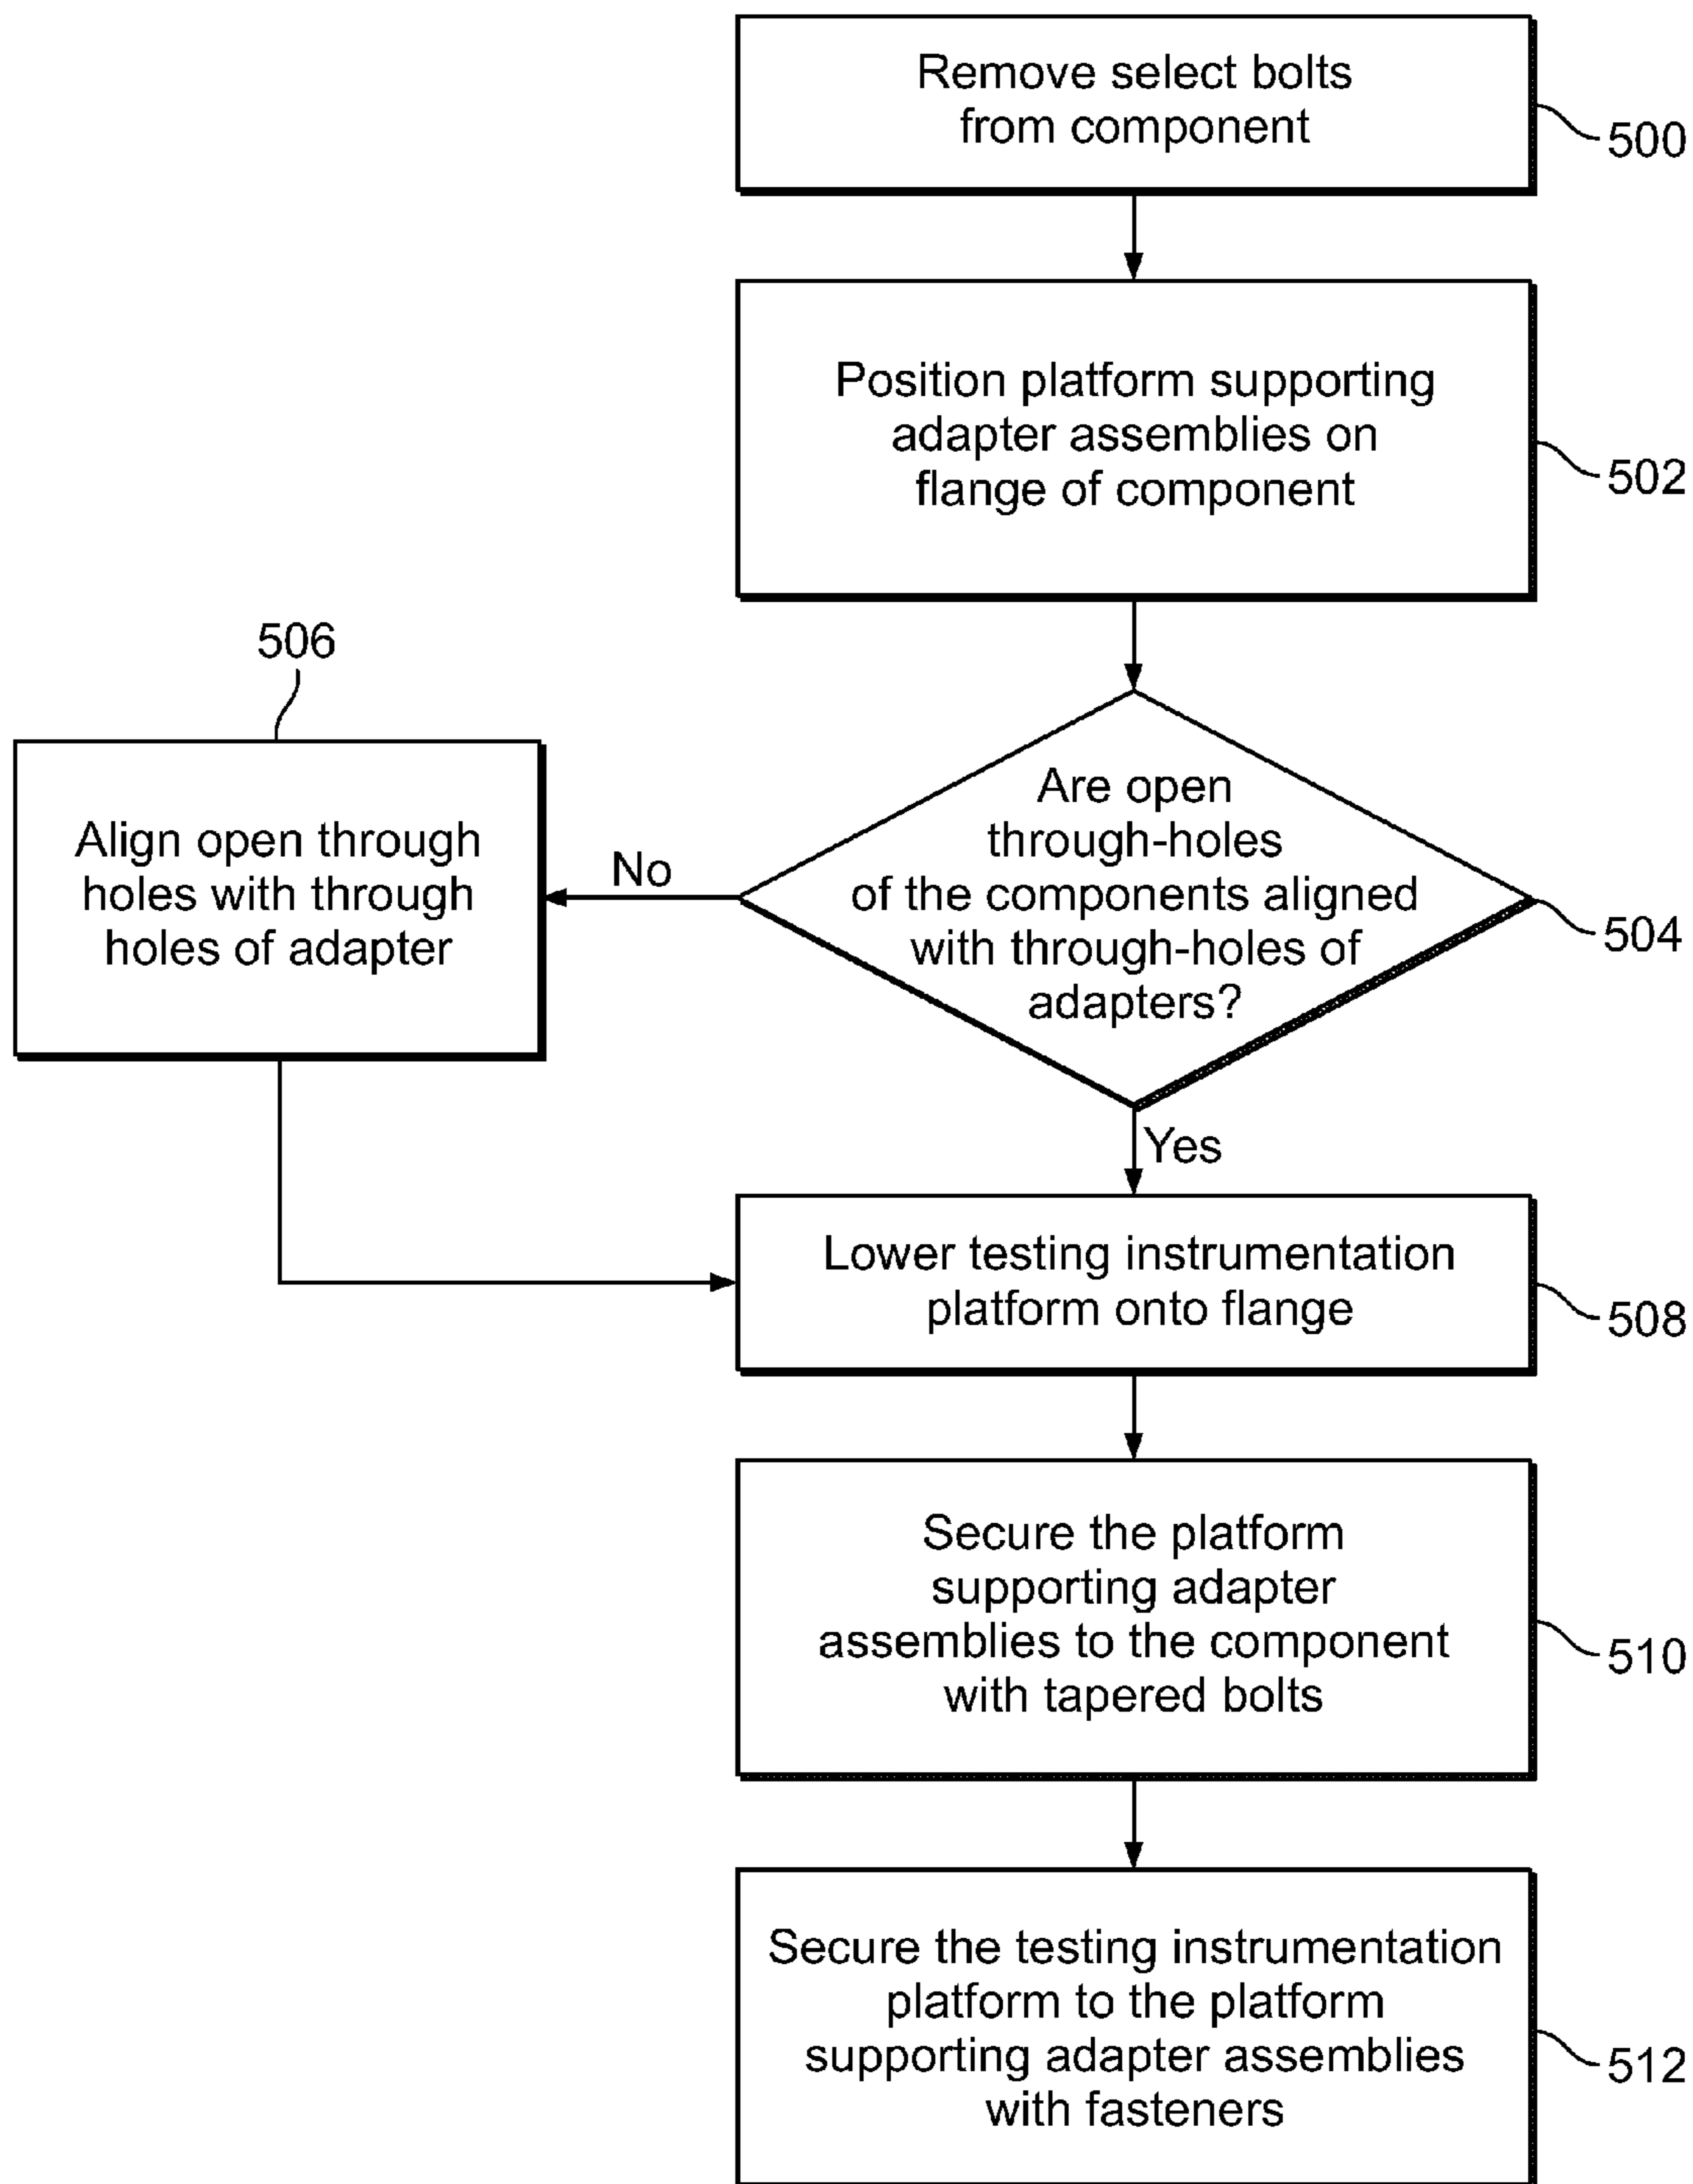 Remove select bolts
from component
500
Position platform supporting
adapter assemblies on
flange of component
502
506
Are open
through-holes
of the components aligned
with through-holes of
adapters?
504
No
Align open through
holes with through
holes of adapter
Yes
Lower testing instrumentation
platform onto flange
508
Secure the platform
supporting adapter
assemblies to the component
with tapered bolts
510
Secure the testing instrumentation
platform to the platform
supporting adapter assemblies
with fasteners
512